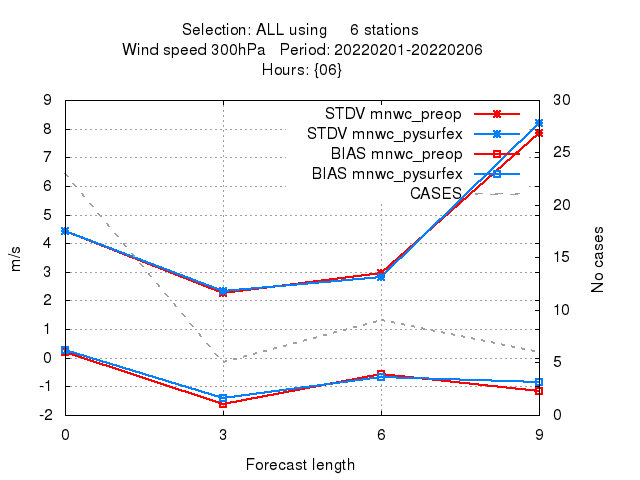 Selection: ALL using     6 stations
Wind speed 300hPa   Period: 20220201-20220206
Hours: {06}
STDV mnwc_preop
STDV mnwc_pysurfex
BIAS mnwc_preop
BIAS mnwc_pysurfex
CASES
9
8
7
6
5
4
3
2
1
0
-1
-2
m/s
30
25
20
15
10
5
0
No cases
0 3 6 9
Forecast length